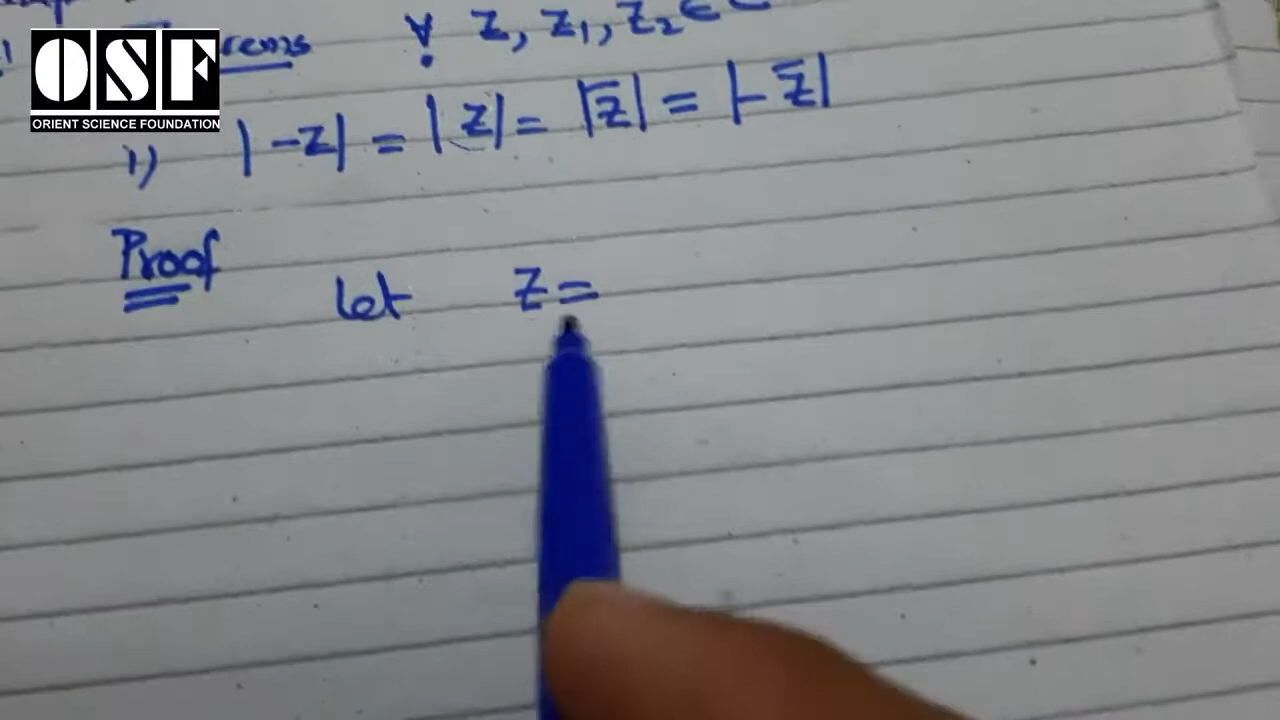 ∀ z, z₁, z₂ ∈ C
OSF
ORIENT SCIENCE FOUNDATION
1) |-z| = |z| = |z̄| = |-z̄|
Proof
Let z =